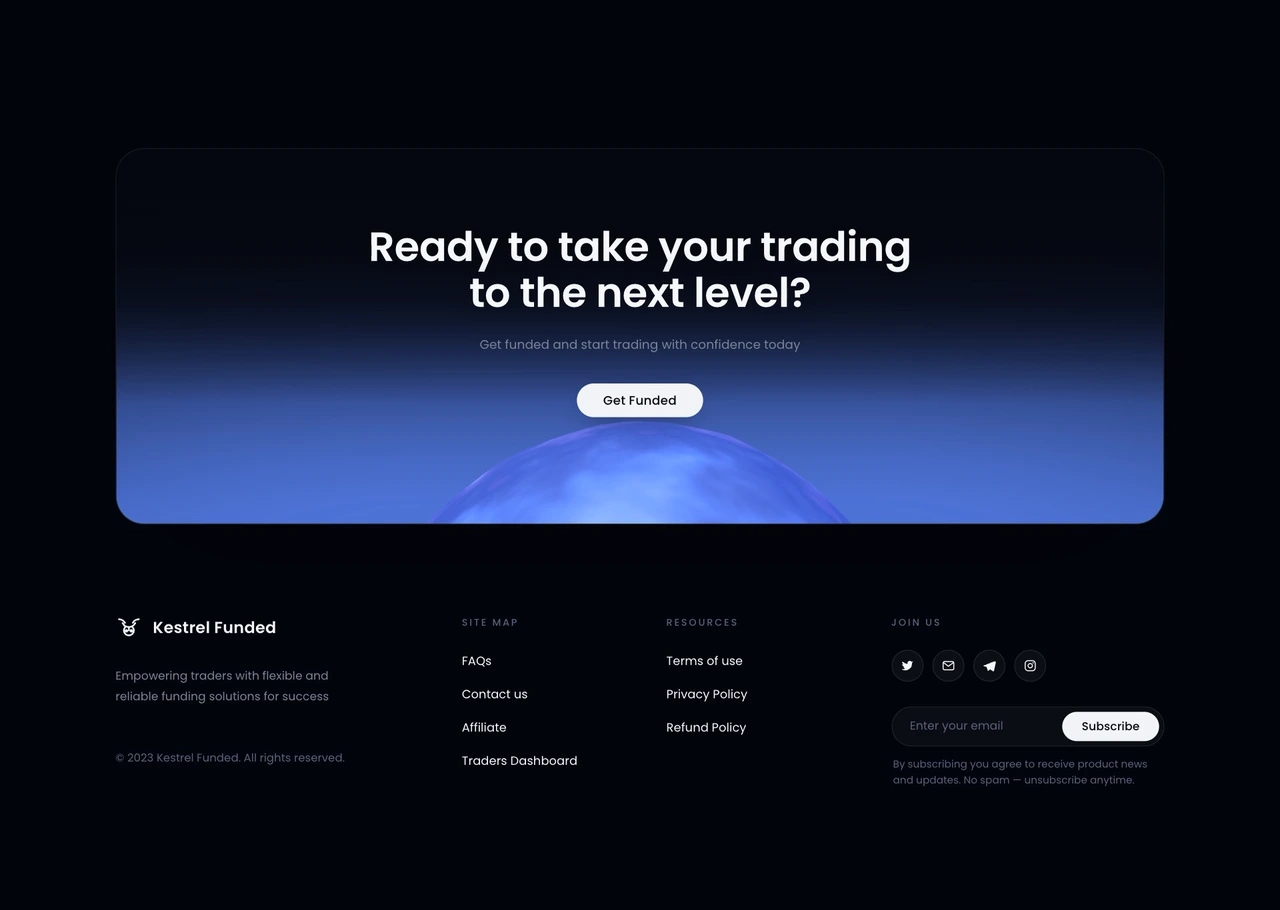 Ready to take your trading
to the next level?
Get funded and start trading with confidence today
Get Funded
Kestrel Funded
Empowering traders with flexible and
reliable funding solutions for success
© 2023 Kestrel Funded. All rights reserved.
SITE MAP
FAQs
Contact us
Affiliate
Traders Dashboard
RESOURCES
Terms of use
Privacy Policy
Refund Policy
JOIN US
Enter your email
Subscribe
By subscribing you agree to receive product news
and updates. No spam — unsubscribe anytime.